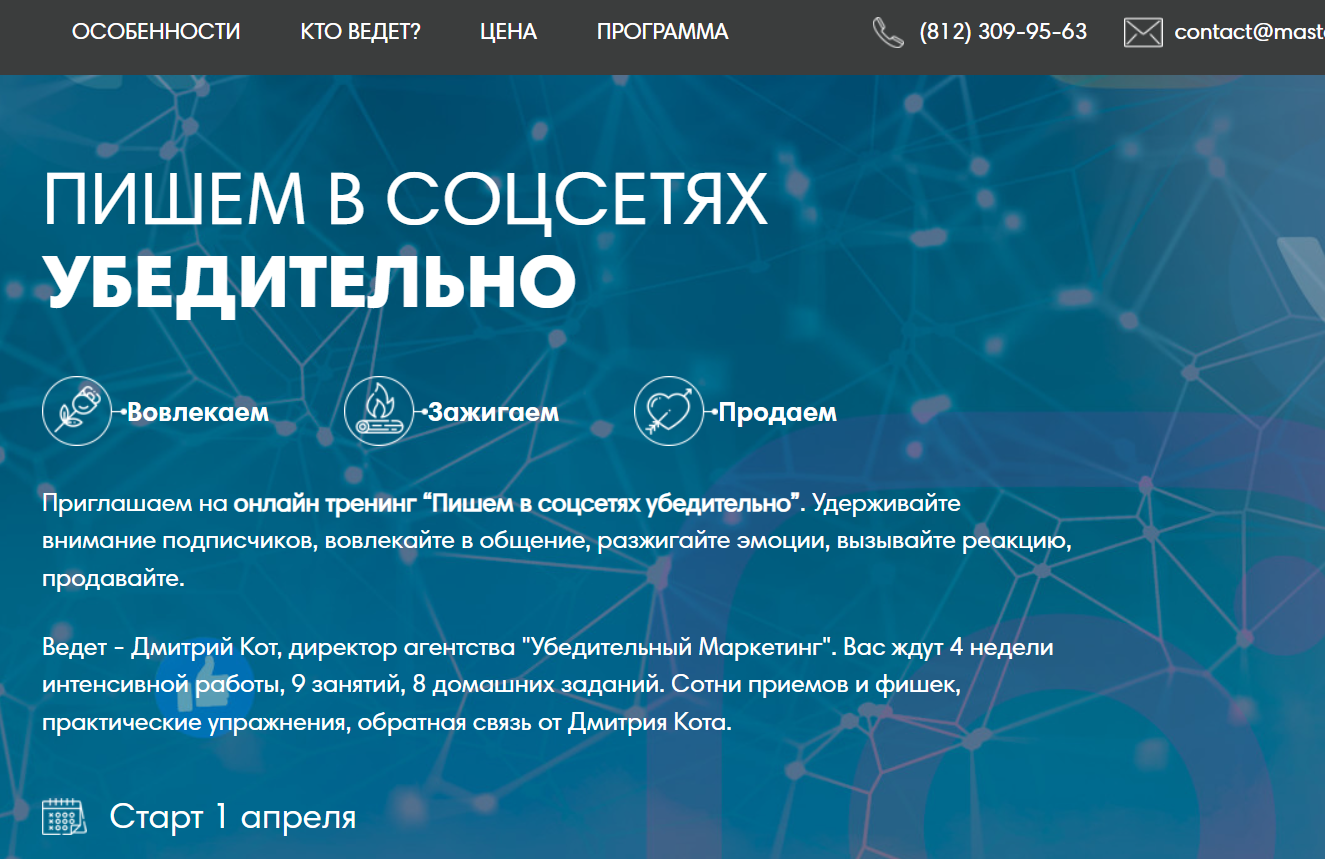 ОСОБЕННОСТИ КТО ВЕДЕТ? ЦЕНА ПРОГРАММА (812) 309-95-63 contact@mast
ПИШЕМ В СОЦСЕТЯХ
УБЕДИТЕЛЬНО
Вовлекаем Зажигаем Продаем
Приглашаем на онлайн тренинг “Пишем в соцсетях убедительно”. Удерживайте
внимание подписчиков, вовлекайте в общение, разжигайте эмоции, вызывайте реакцию,
продавайте.
Ведет - Дмитрий Кот, директор агентства "Убедительный Маркетинг". Вас ждут 4 недели
интенсивной работы, 9 занятий, 8 домашних заданий. Сотни приемов и фишек,
практические упражнения, обратная связь от Дмитрия Кота.
Старт 1 апреля